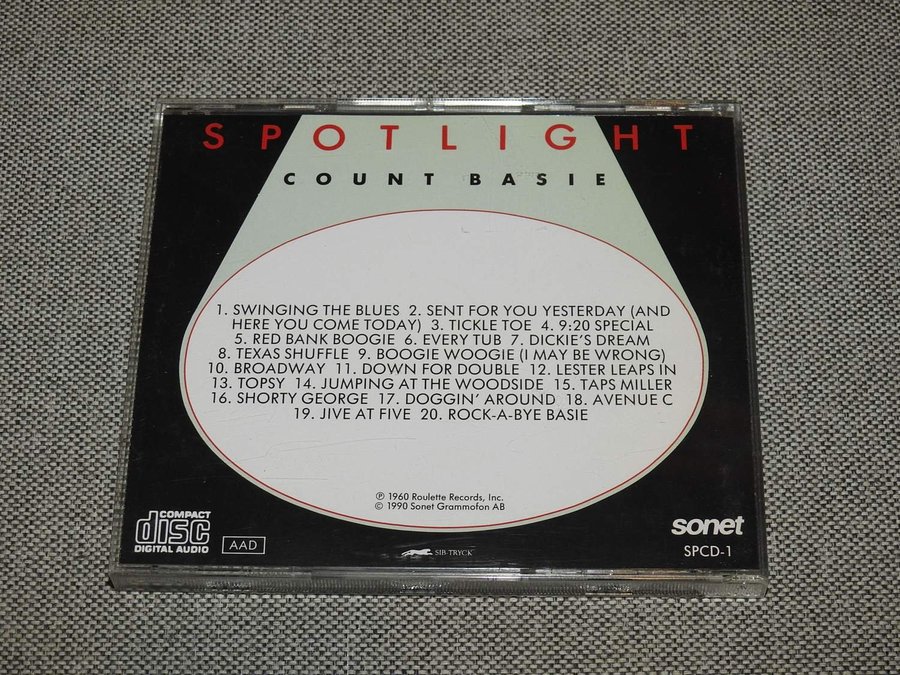 SPOTLIGHT
COUNT BASIE
1. SWINGING THE BLUES 2. SENT FOR YOU YESTERDAY (AND
HERE YOU COME TODAY) 3. TICKLE TOE 4. 9:20 SPECIAL
5. RED BANK BOOGIE 6. EVERY TUB 7. DICKIE'S DREAM
8. TEXAS SHUFFLE 9. BOOGIE WOOGIE (I MAY BE WRONG)
10. BROADWAY 11. DOWN FOR DOUBLE 12. LESTER LEAPS IN
13. TOPSY 14. JUMPING AT THE WOODSIDE 15. TAPS MILLER
16. SHORTY GEORGE 17. DOGGIN' AROUND 18. AVENUE C
19. JIVE AT FIVE 20. ROCK-A-BYE BASIE
℗ 1960 Roulette Records, Inc.
© 1990 Sonet Grammofon AB
COMPACT
disc
DIGITAL AUDIO
AAD
SIB-TRYCK
sonet
SPCD-1